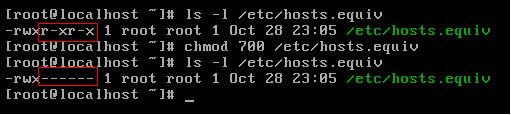 [root@localhost ~]# ls -l /etc/hosts.equiv
-rwxr-xr-x 1 root root 1 Oct 28 23:05 /etc/hosts.equiv
[root@localhost ~]# chmod 700 /etc/hosts.equiv
[root@localhost ~]# ls -l /etc/hosts.equiv
-rwx------ 1 root root 1 Oct 28 23:05 /etc/hosts.equiv
[root@localhost ~]# _